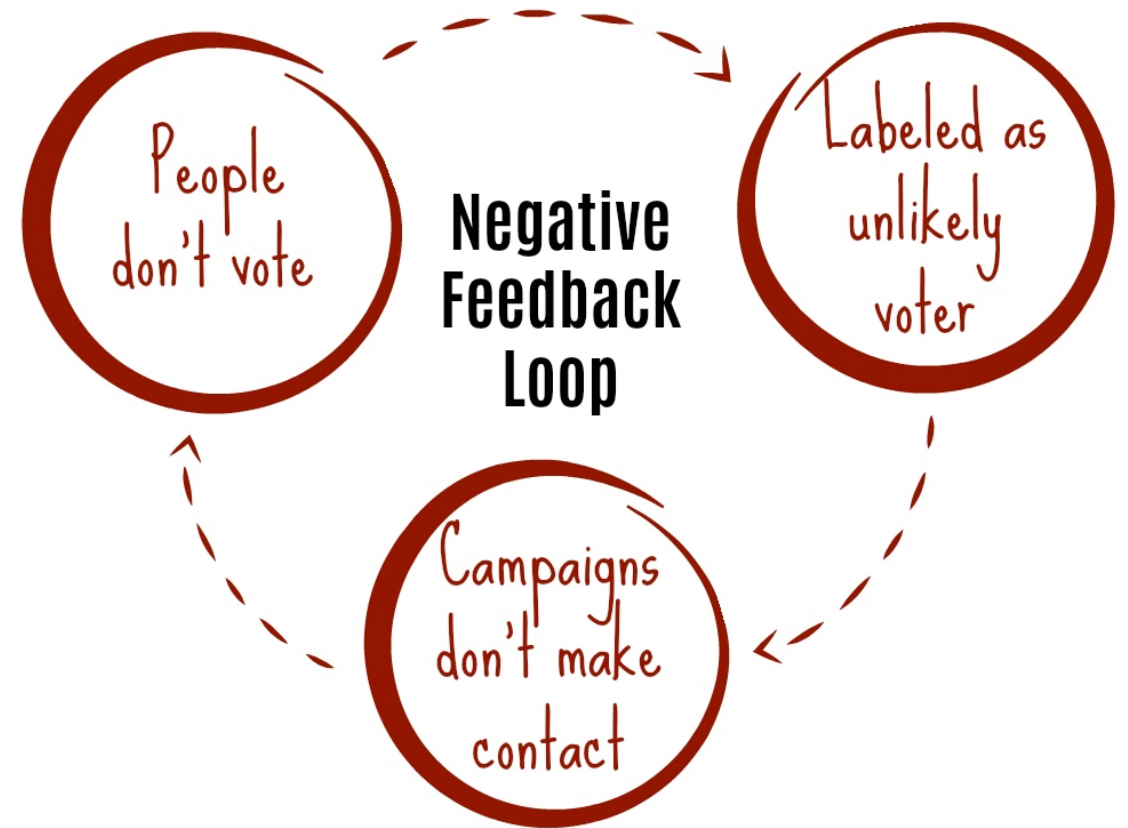 People
don't vote
Negative
Feedback
Loop
Labeled as
unlikely
voter
Campaigns
don't make
contact